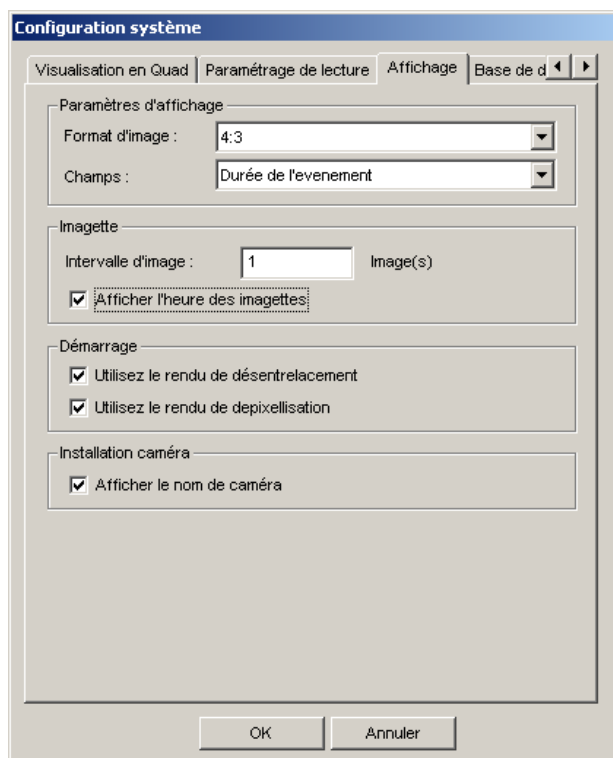 Configuration système
Visualisation en Quad Paramétrage de lecture Affichage Base de d
Paramètres d'affichage
Format d'image : 4:3
Champs : Durée de l'evenement
Imagette
Intervalle d'image : 1 Image(s)
Afficher l'heure des imagettes
Démarrage
Utilisez le rendu de désentrelacement
Utilisez le rendu de depixellisation
Installation caméra
Afficher le nom de caméra
OK Annuler